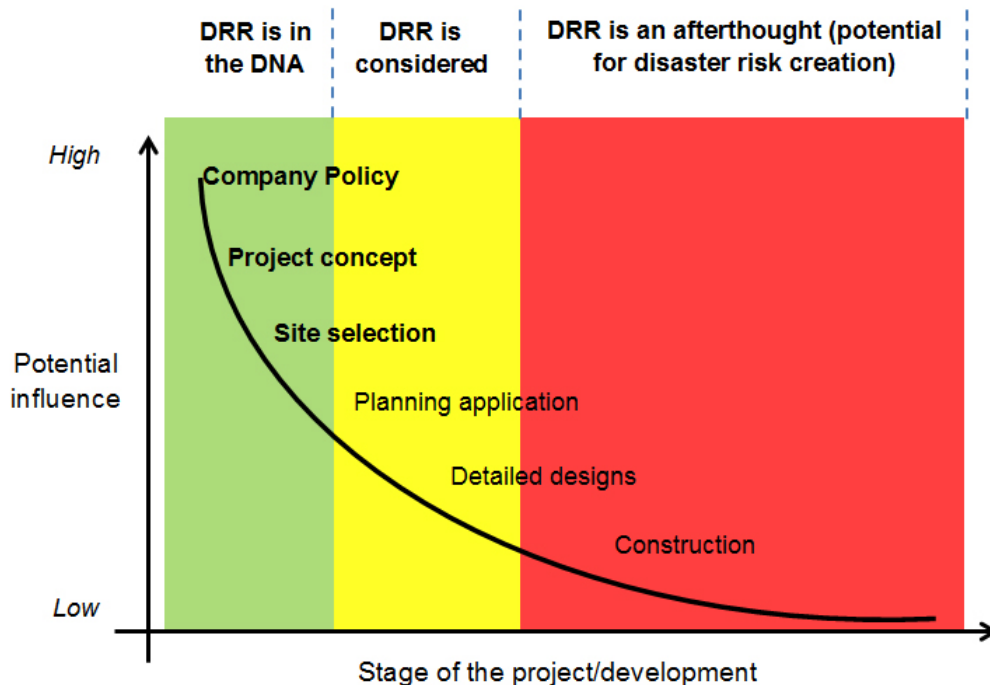 DRR is in
the DNA
DRR is
considered
DRR is an afterthought (potential
for disaster risk creation)
High
Company Policy
Project concept
Site selection
Potential
influence
Planning application
Detailed designs
Construction
Low
Stage of the project/development